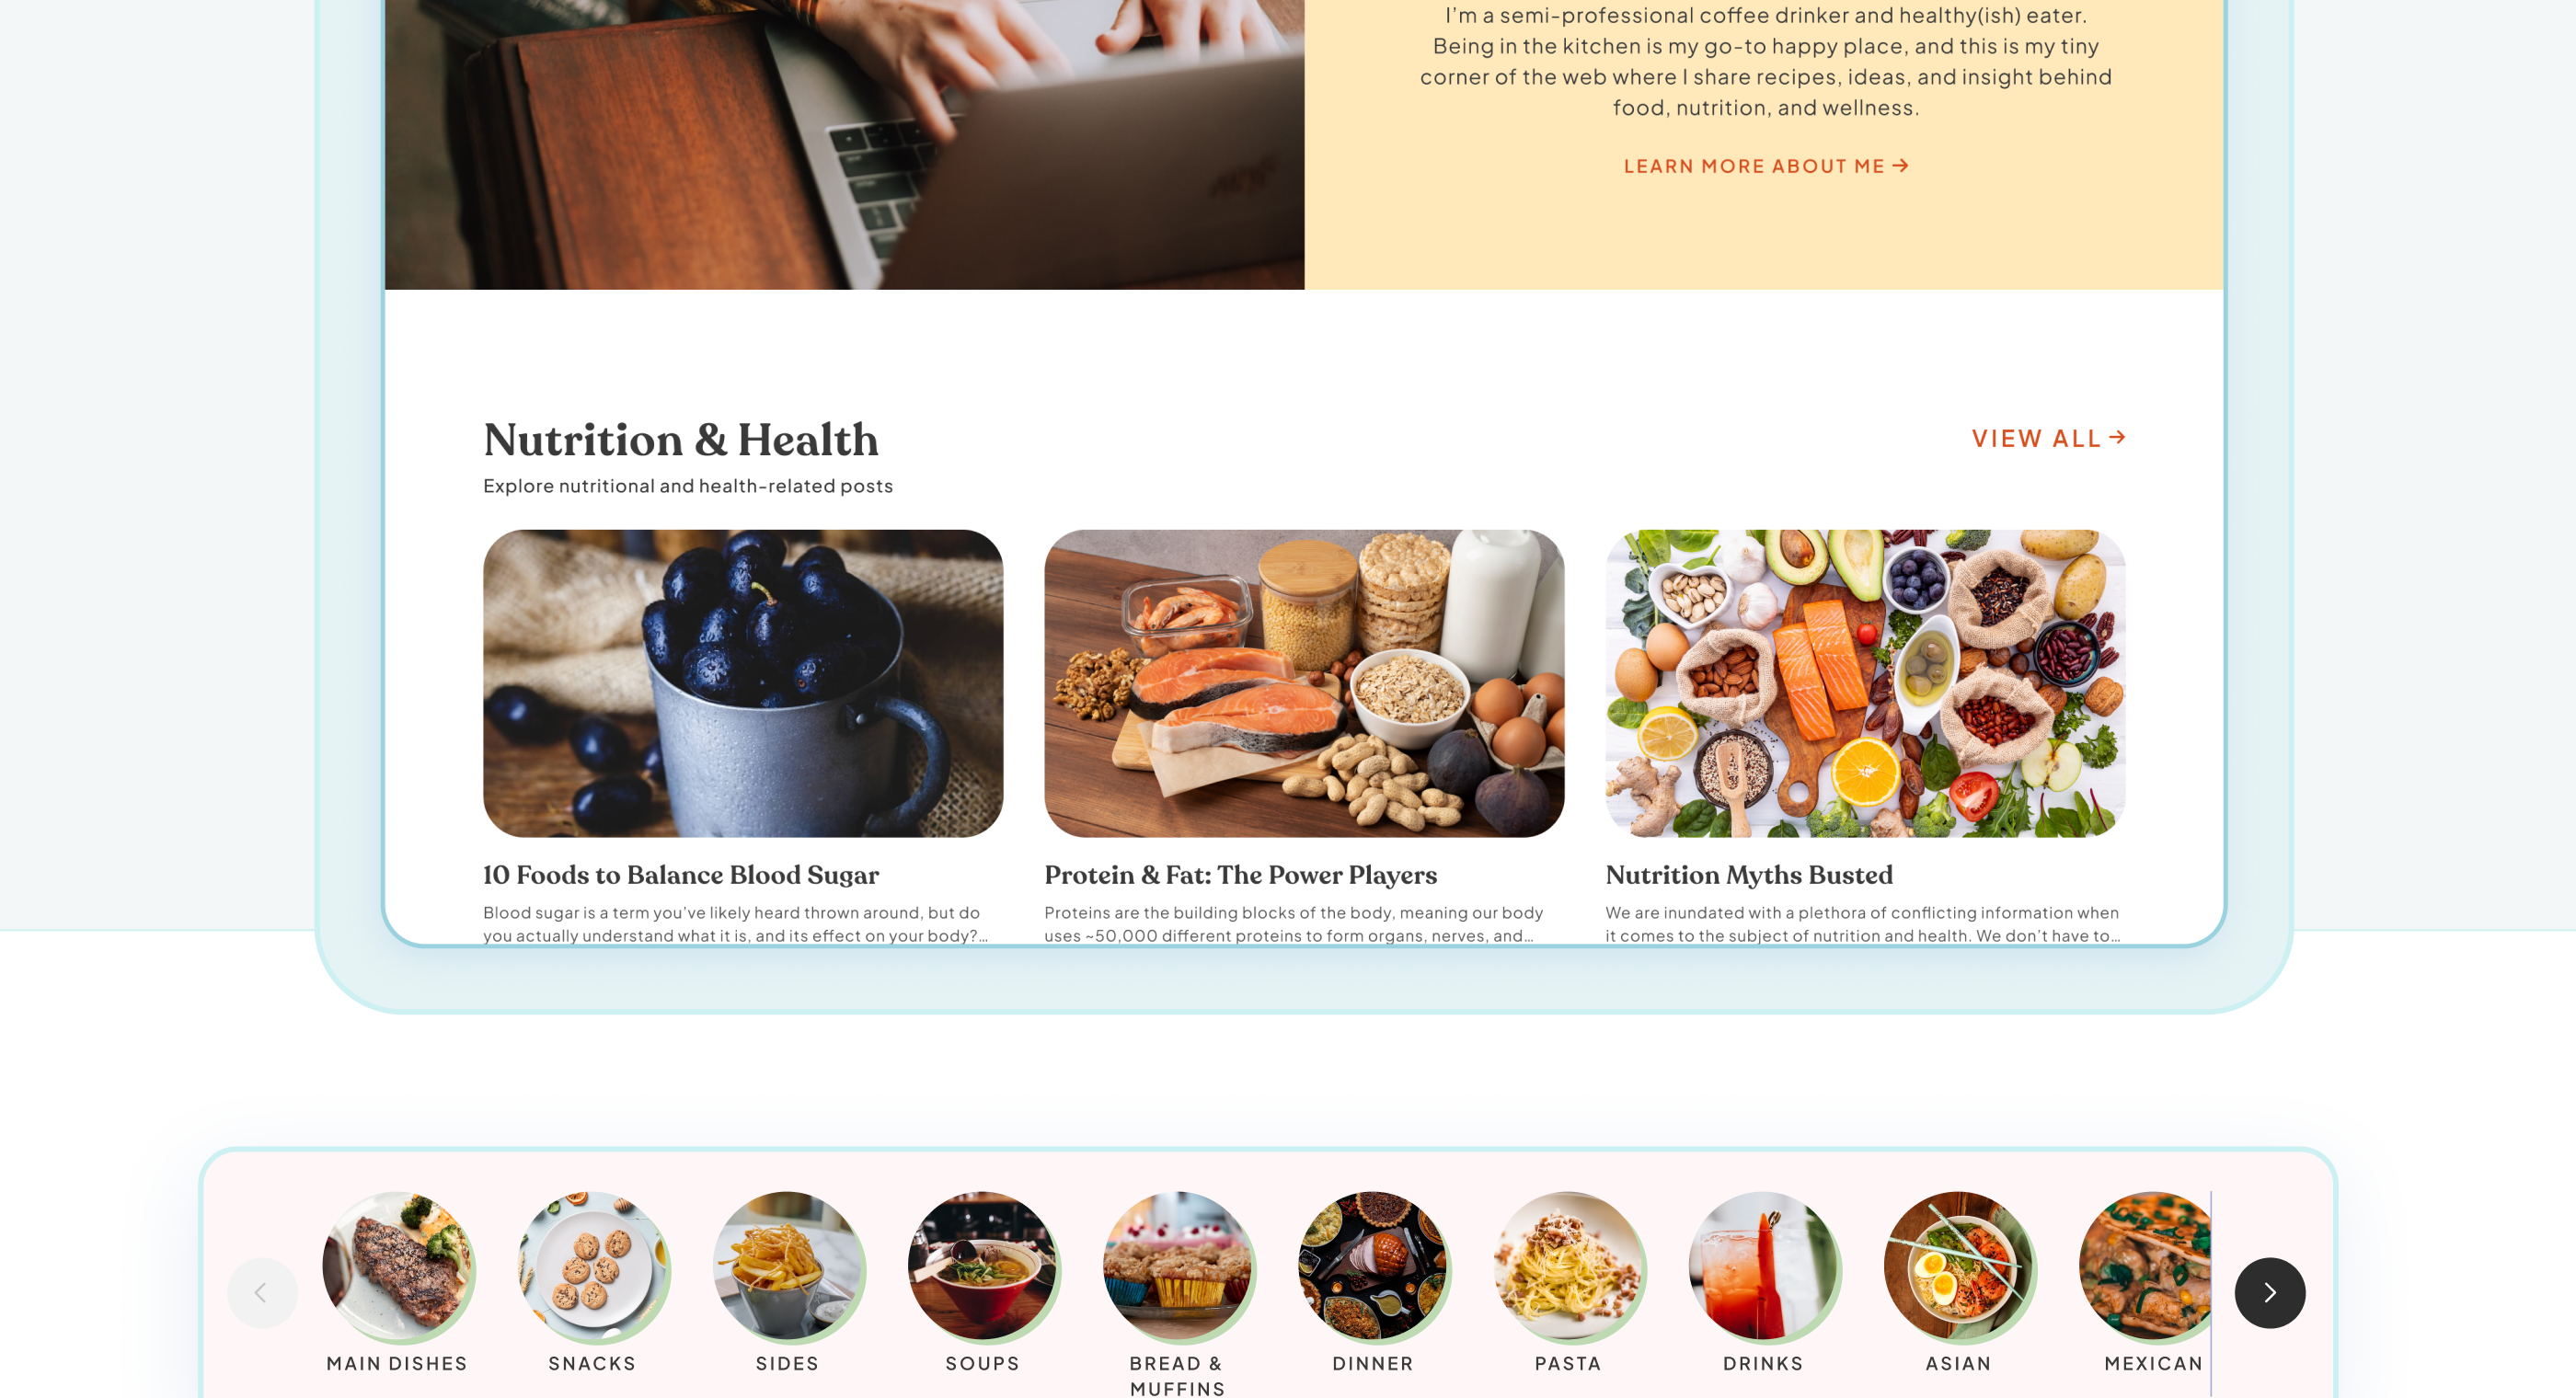 I'm a semi-professional coffee drinker and healthy(ish) eater.
Being in the kitchen is my go-to happy place, and this is my tiny
corner of the web where I share recipes, ideas, and insight behind
food, nutrition, and wellness.
LEARN MORE ABOUT ME →
Nutrition & Health
VIEW ALL →
Explore nutritional and health-related posts
10 Foods to Balance Blood Sugar
Blood sugar is a term you've likely heard thrown around, but do
you actually understand what it is, and its effect on your body?...
Protein & Fat: The Power Players
Proteins are the building blocks of the body, meaning our body
uses ~50,000 different proteins to form organs, nerves, and...
Nutrition Myths Busted
We are inundated with a plethora of conflicting information when
it comes to the subject of nutrition and health. We don't have to...
MAIN DISHES
SNACKS
SIDES
SOUPS
BREAD &
MUFFINS
DINNER
PASTA
DRINKS
ASIAN
MEXICAN